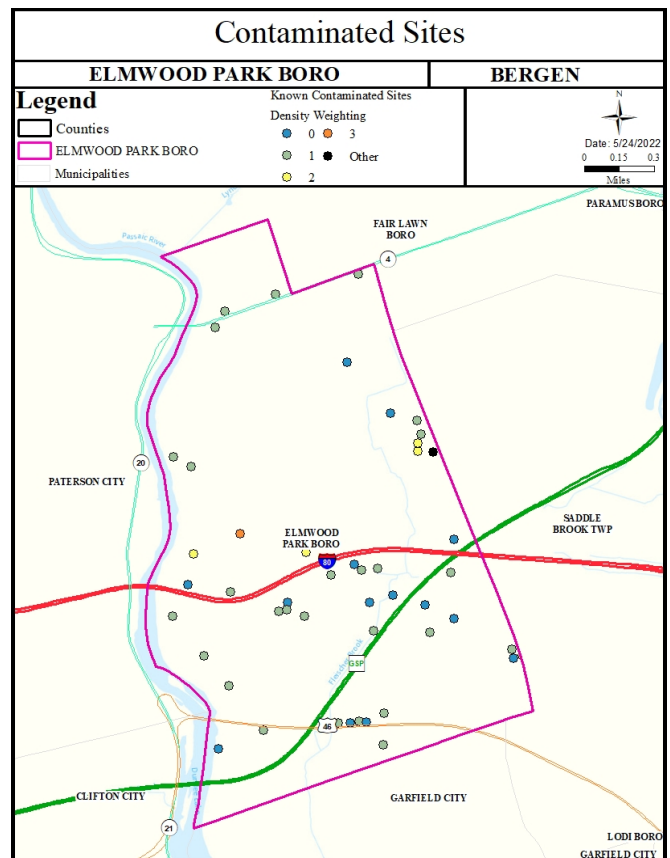 Contaminated Sites
ELMWOOD PARK BORO
BERGEN
Legend
Counties
ELMWOOD PARK BORO
Municipalities
Known Contaminated Sites
Density Weighting
0
3
1
Other
2
N
Date: 5/24/2022
0 0.15 0.3
Miles
PARAMUS BORO
FAIR LAWN
BORO
Passaic River
4
20
PATERSON CITY
SADDLE
BROOK TWP
ELMWOOD
PARK BORO
80
Fleischer Brook
GSP
46
CLIFTON CITY
GARFIELD CITY
21
LODI BORO
GARFIELD CITY